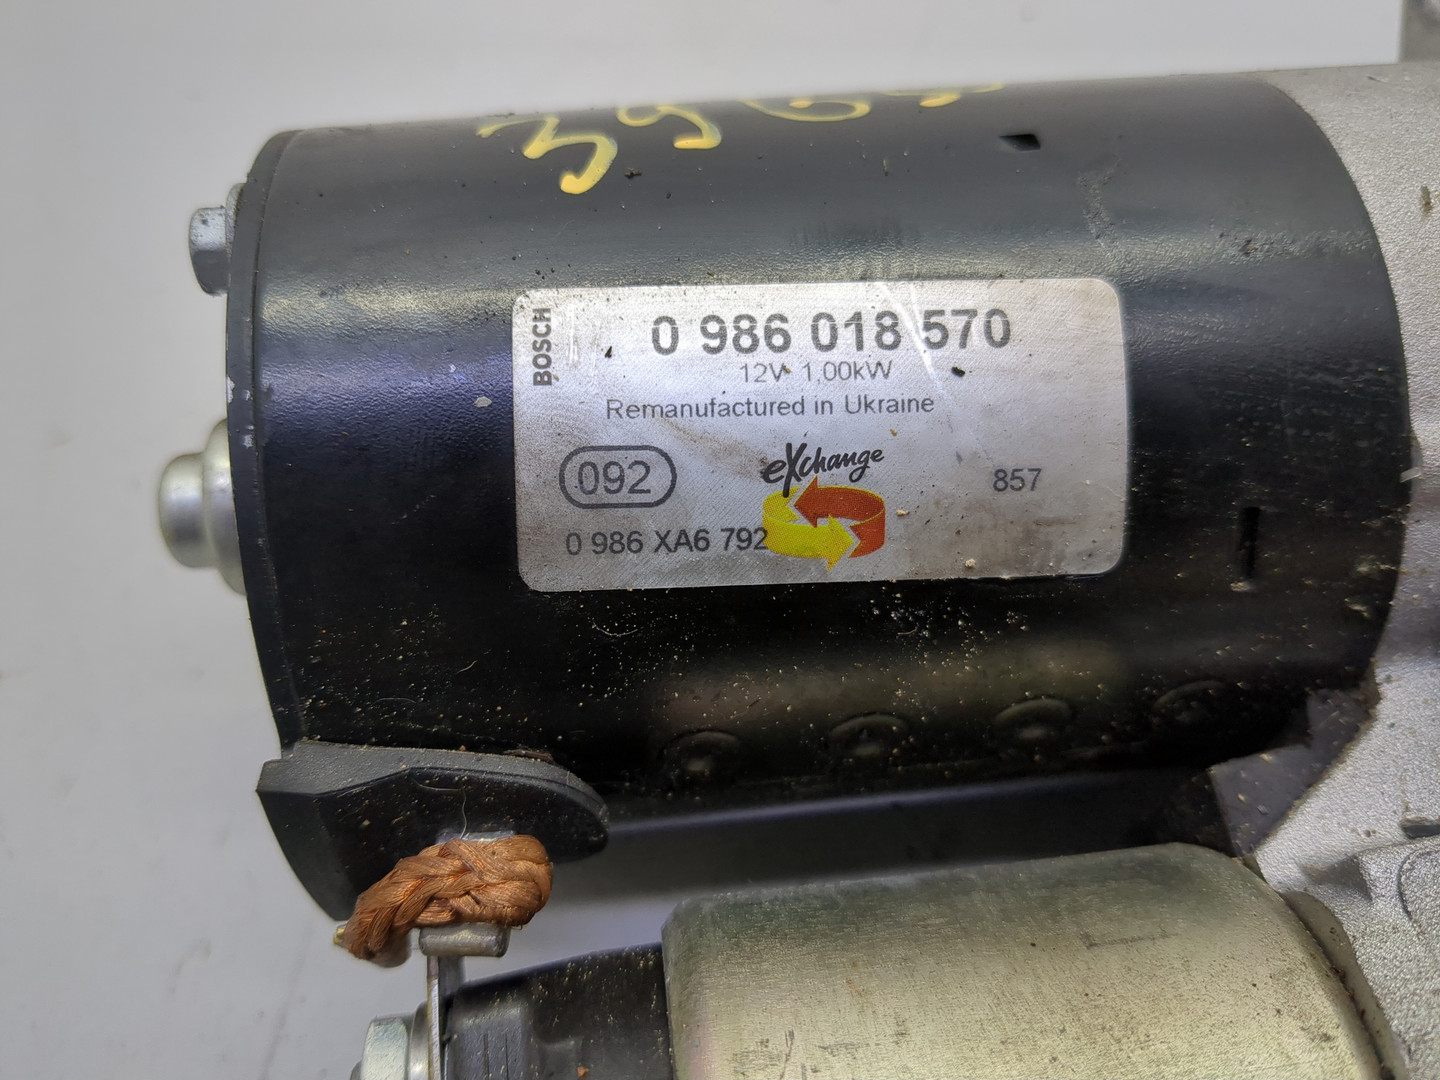 BOSCH
0 986 018 570
12V 1,00kW
Remanufactured in Ukraine
092
eXchange
857
0 986 XA6 792